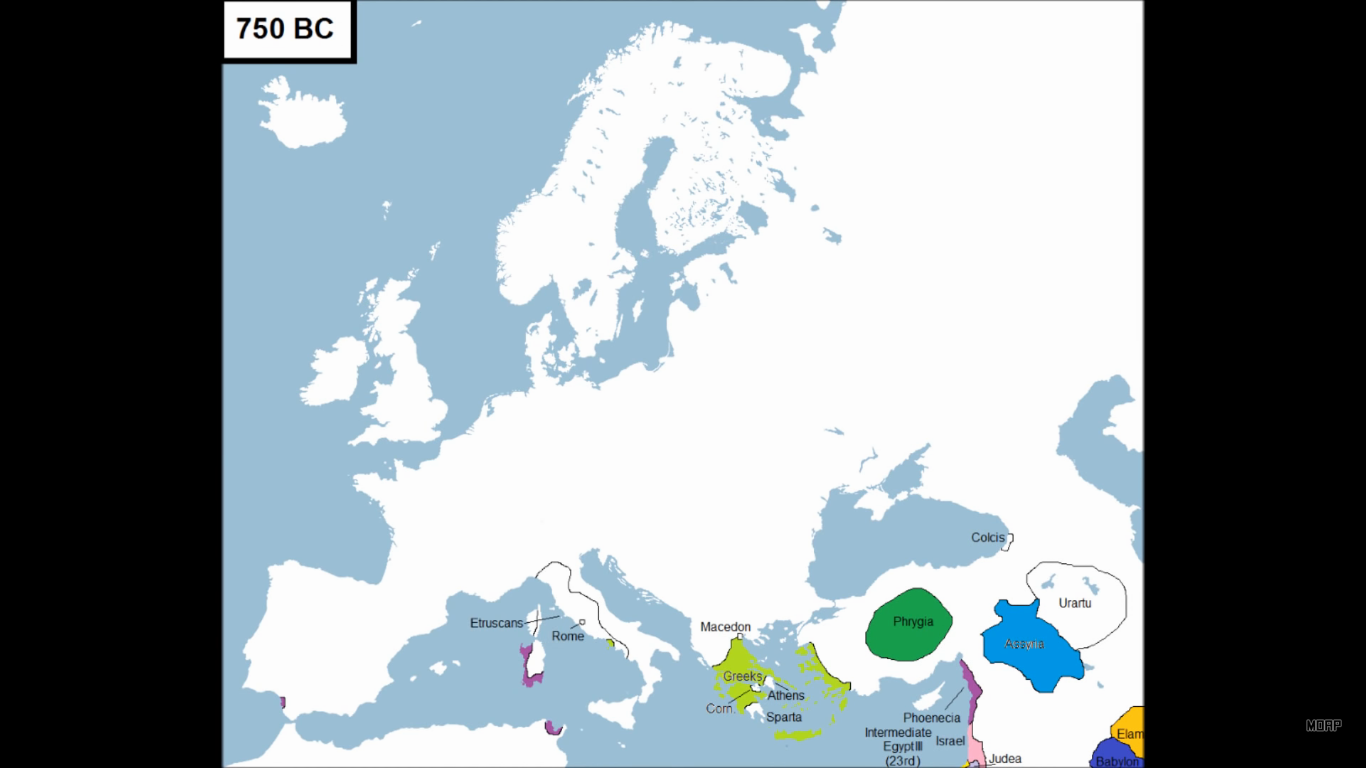 750 BC
Colcis
Urartu
Phrygia
Assyria
Etruscans
Rome
Macedon
Greeks
Athens
Corn.
Sparta
Phoenecia
Intermediate
Egypt III
(23rd)
Israel
Judea
Elam
Babylon
MOAP